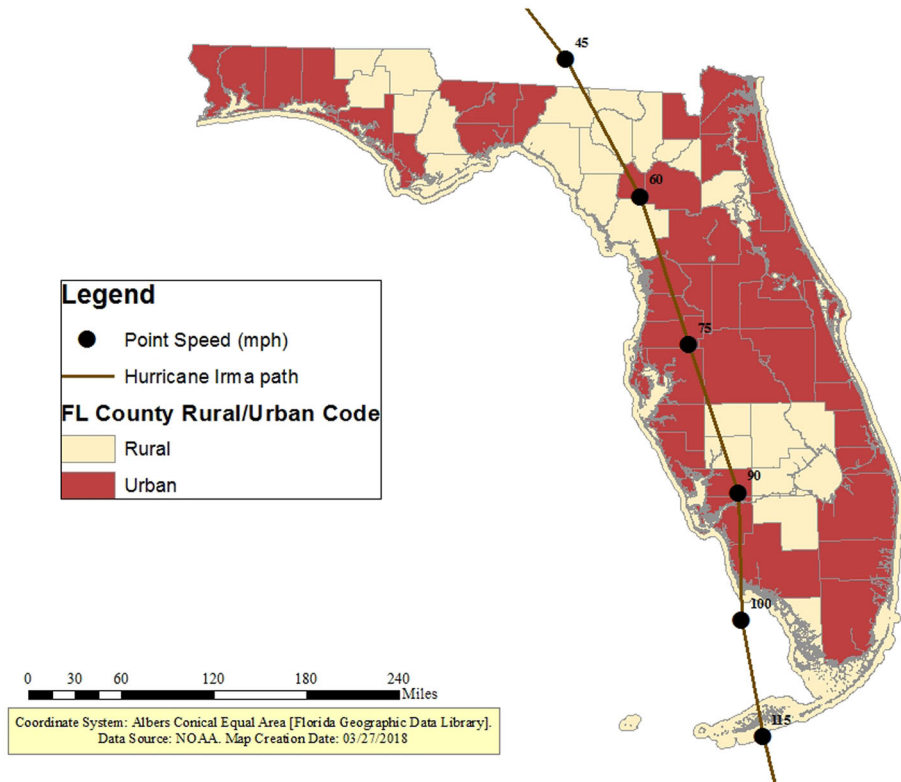 45
60
75
90
100
115
Legend
Point Speed (mph)
Hurricane Irma path
FL County Rural/Urban Code
Rural
Urban
0 30 60 120 180 240
Miles
Coordinate System: Albers Conical Equal Area [Florida Geographic Data Library].
Data Source: NOAA. Map Creation Date: 03/27/2018